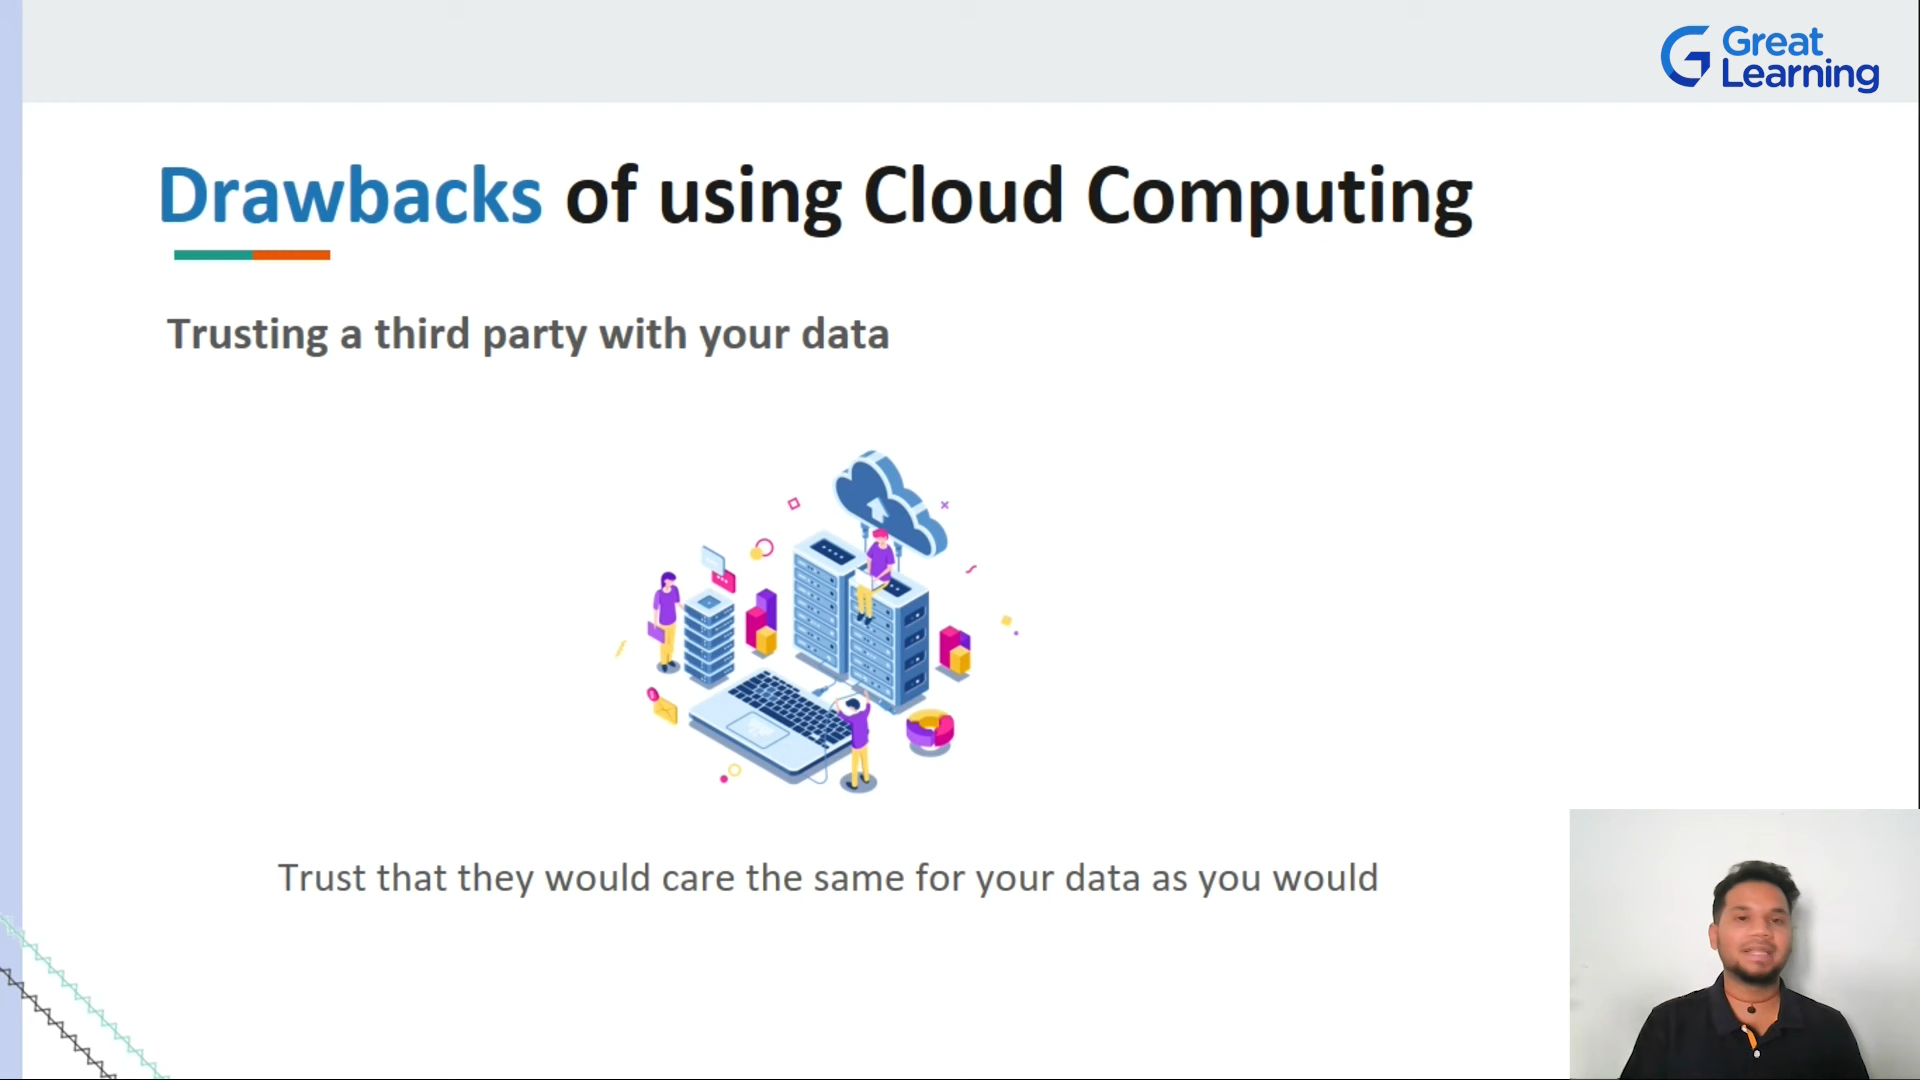 Great
Learning
Drawbacks of using Cloud Computing
Trusting a third party with your data
Trust that they would care the same for your data as you would